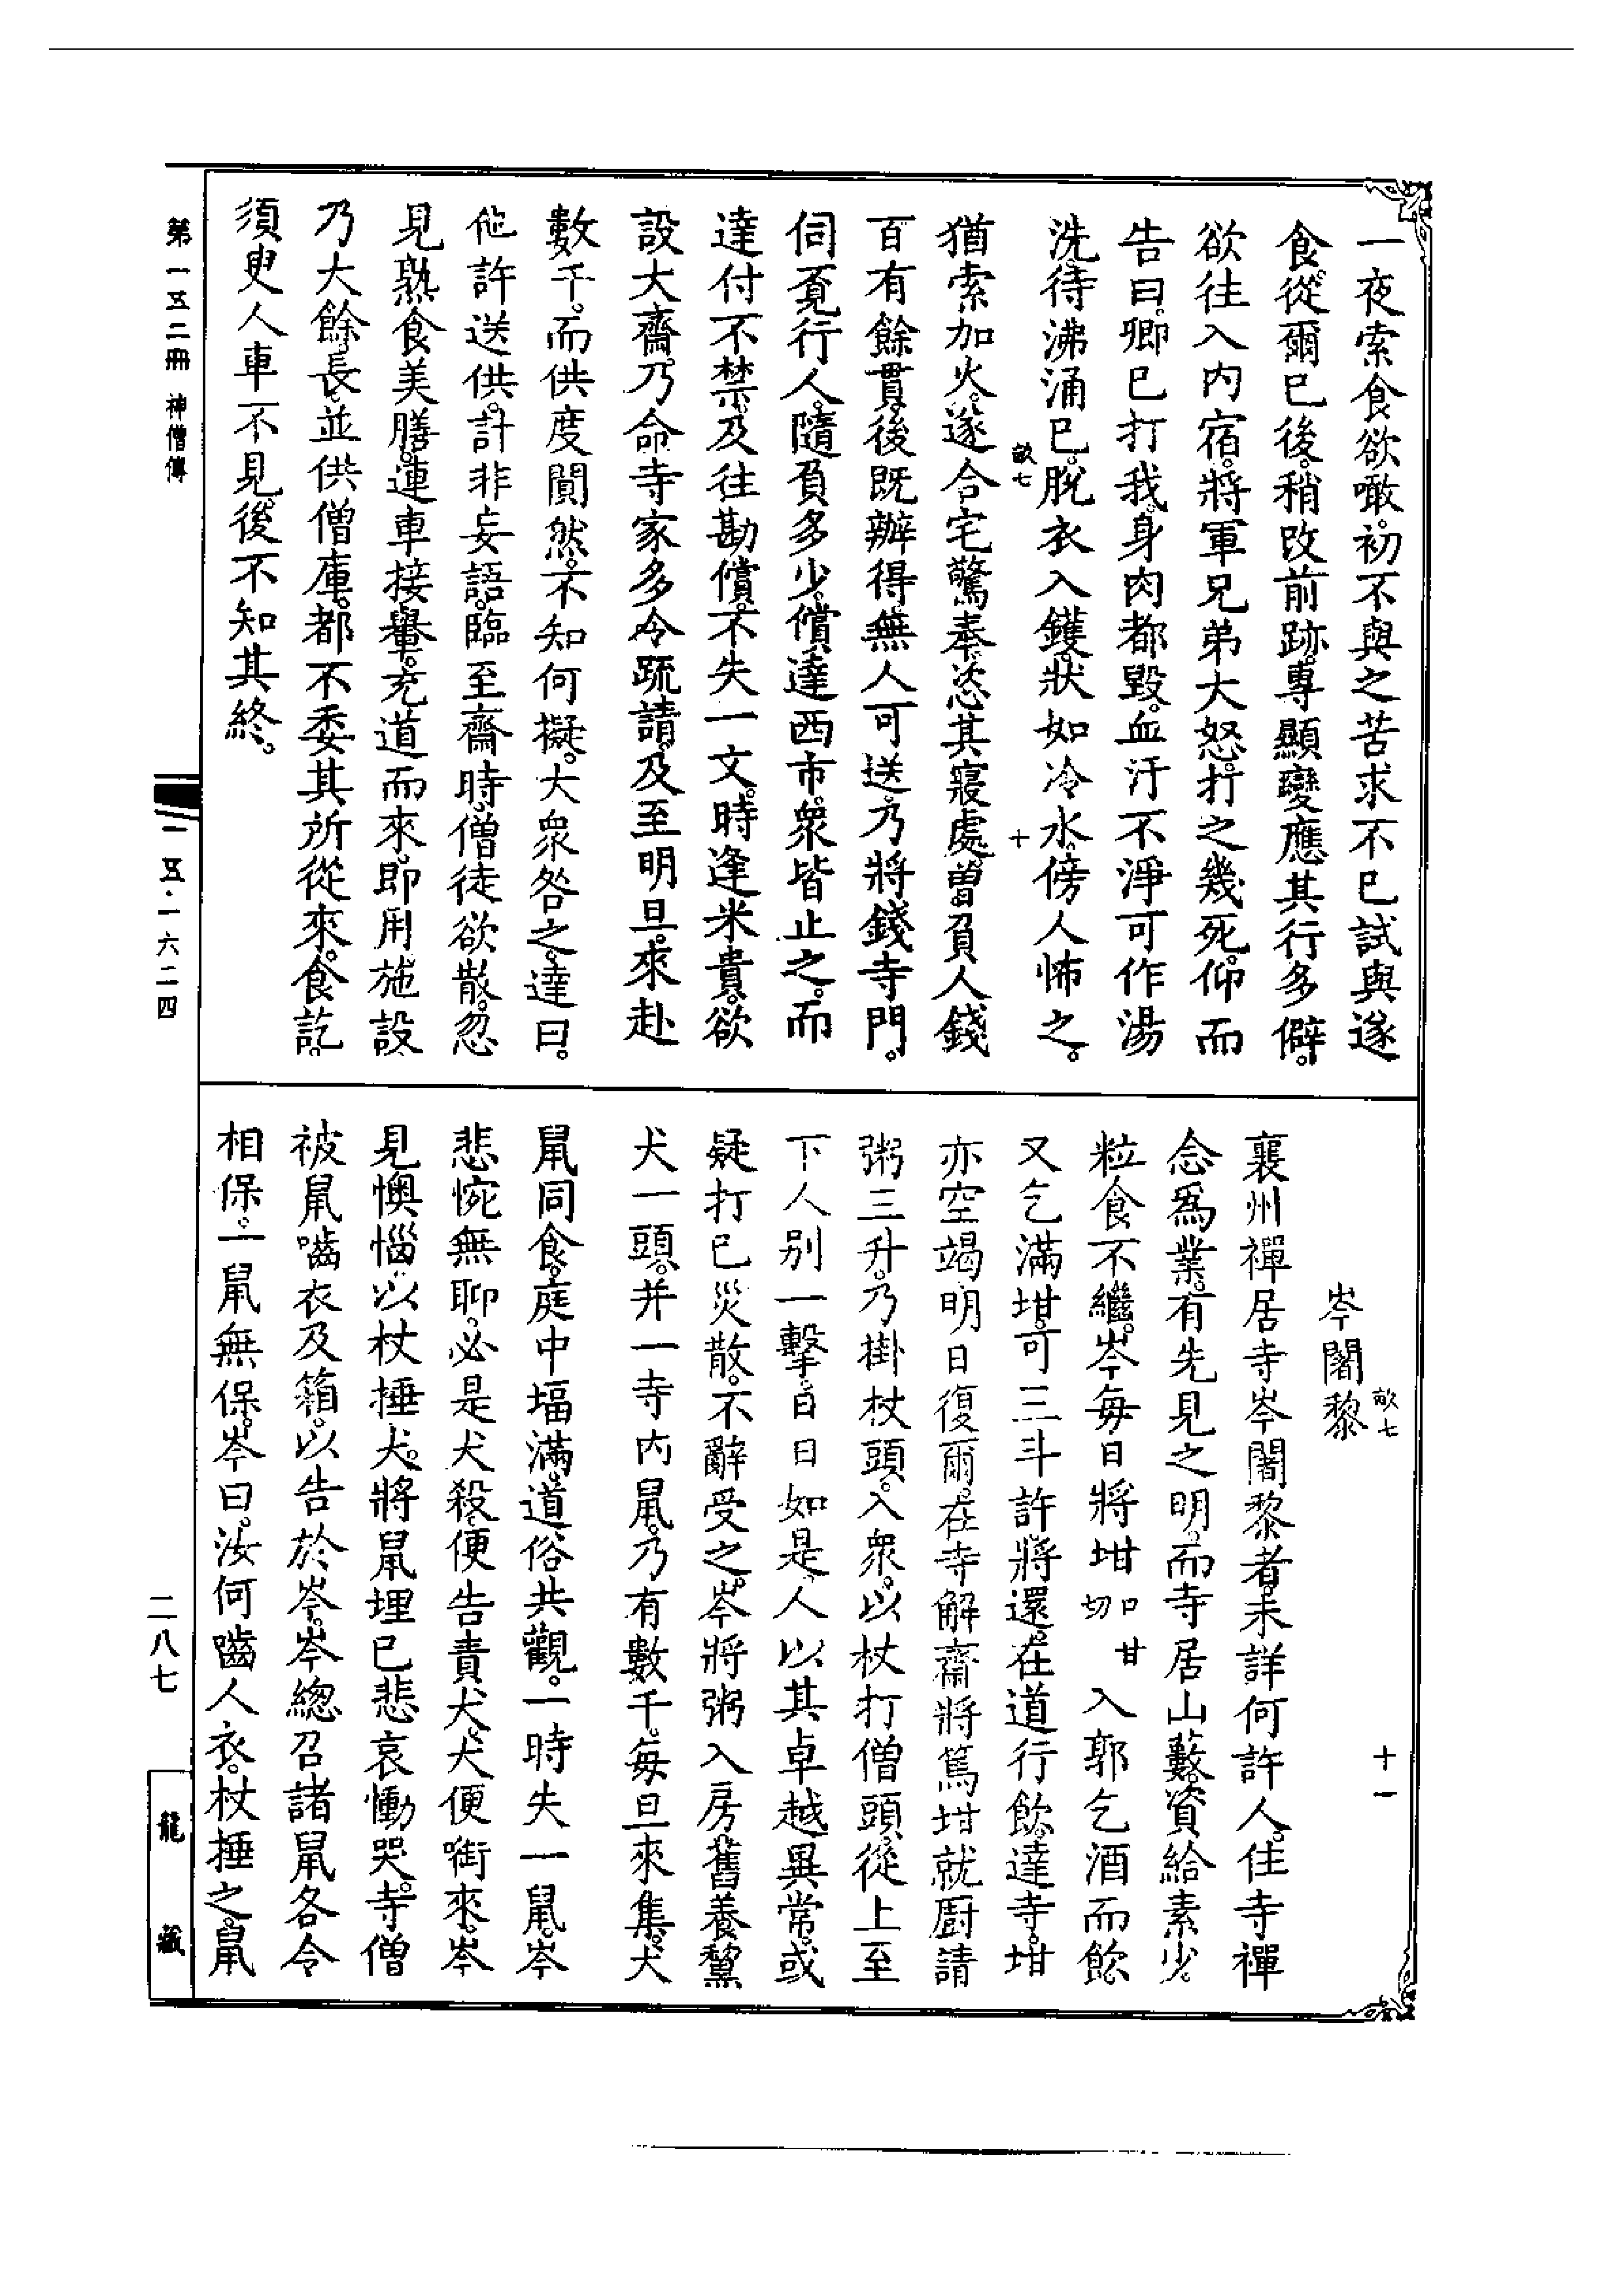 一夜索食欲噉。初不與之苦求不已試與遂
食。從爾已後。稍改前跡。專顯變應其行多僻。
欲往入内宿。將軍兄弟大怒。打之幾死。仰而
告曰。卿已打我。身肉都毀。血汙不淨可作湯
洗。待沸涌已。脫衣入鑊。狀如冷水。傍人怖之。
畝七
十
猶索加火。遂合宅驚奉。恣其寢處。曾負人錢
百有餘貫。後既辦得。無人可送。乃將錢寺門。
伺覔行人。隨負多少。償達西市。衆皆止之。而
達付不禁。及往勘償。不失一文。時逢米貴。欲
設大齋。乃命寺家多令疏請。及至明旦。來赴
數千。而供度闃然。不知何擬。大衆咎之。達曰。
他許送供。計非妄語。臨至齋時。僧徒欲散。忽
見熟食美膳。連車接轝。充道而來。即用施設
乃大餘長。並供僧庫。都不委其所從來。食訖。
須臾人車不見。後不知其終。
畝七
十一
岑闍黎
襄州禪居寺岑闍黎者。未詳何許人。住寺禪
念爲業。有先見之明。而寺居山藪。資給素少。
粒食不繼。岑每日將坩口甘切入郭乞酒而飲。
又乞滿坩。可三斗許將還。在道行飲。達寺。坩
亦空竭明日復爾。在寺解齋將篤坩就厨請
粥三升。乃掛杖頭。入衆。以杖打僧頭。從上至
下人别一擊。日日如是。人以其卓越異常。或
疑打已災散。不辭受之。岑將粥入房。舊養黧
犬一頭。并一寺内鼠。乃有數千。每旦來集。犬
鼠同食。庭中堛滿。道俗共觀。一時失一鼠。岑
悲惋無聊。必是犬殺。便告責犬。犬便銜來。岑
見懊惱。以杖捶犬。將鼠埋已悲哀慟哭。寺僧
被鼠嚙衣及箱。以告於岑。岑總召諸鼠各令
相保。一鼠無保。岑曰。汝何嚙人衣。杖捶之。鼠
第一五二冊 神僧傳
一五·一六二四
二八七
龍藏